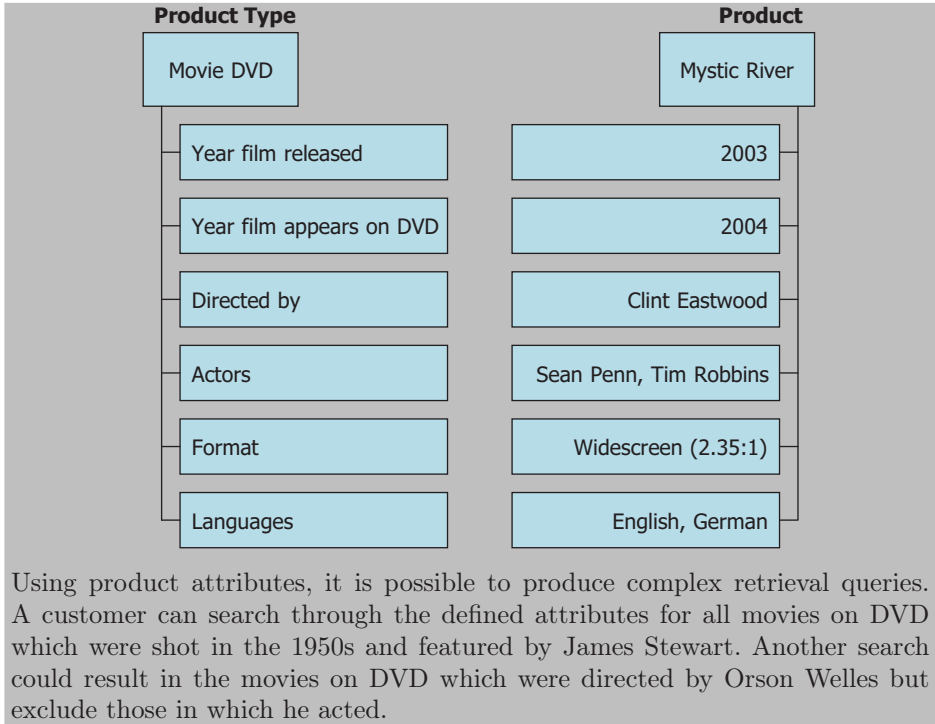 Product Type
Product
Movie DVD
Mystic River
Year film released
2003
Year film appears on DVD
2004
Directed by
Clint Eastwood
Actors
Sean Penn, Tim Robbins
Format
Widescreen (2.35:1)
Languages
English, German
Using product attributes, it is possible to produce complex retrieval queries.
A customer can search through the defined attributes for all movies on DVD
which were shot in the 1950s and featured by James Stewart. Another search
could result in the movies on DVD which were directed by Orson Welles but
exclude those in which he acted.